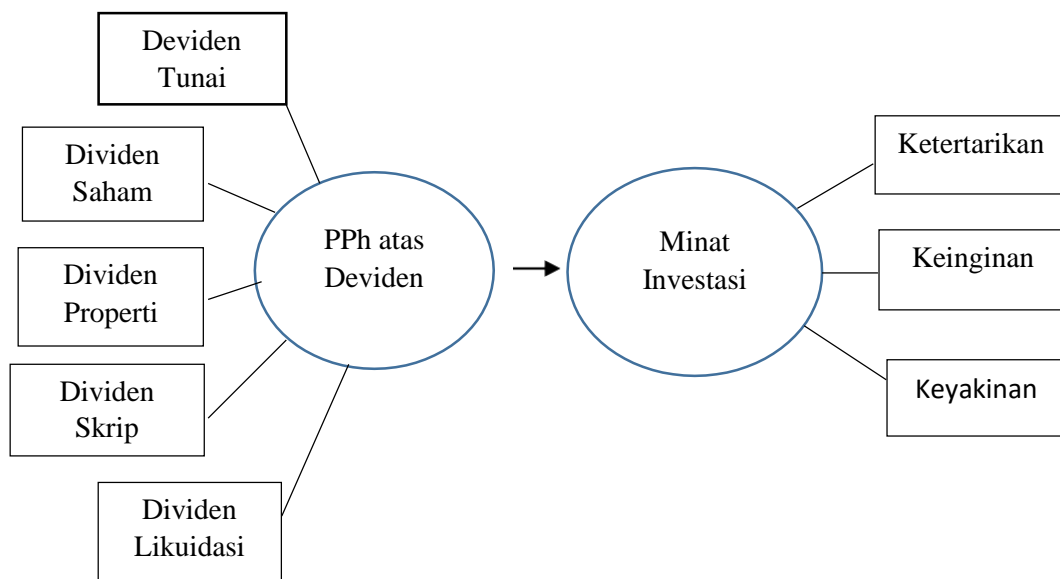 Deviden
Tunai
Dividen
Saham
Dividen
Properti
Dividen
Skrip
Dividen
Likuidasi
PPh atas
Deviden
Minat
Investasi
Ketertarikan
Keinginan
Keyakinan